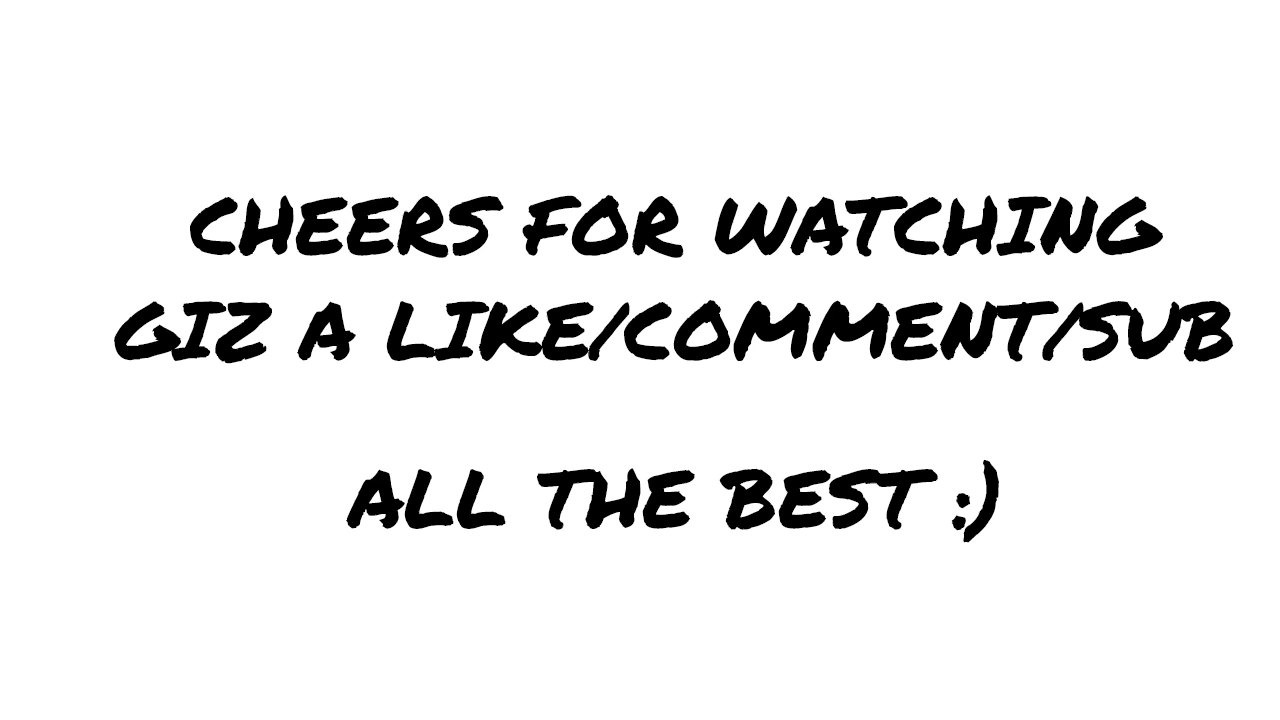 CHEERS FOR WATCHING
GIZ A LIKE/COMMENT/SUB
ALL THE BEST :)